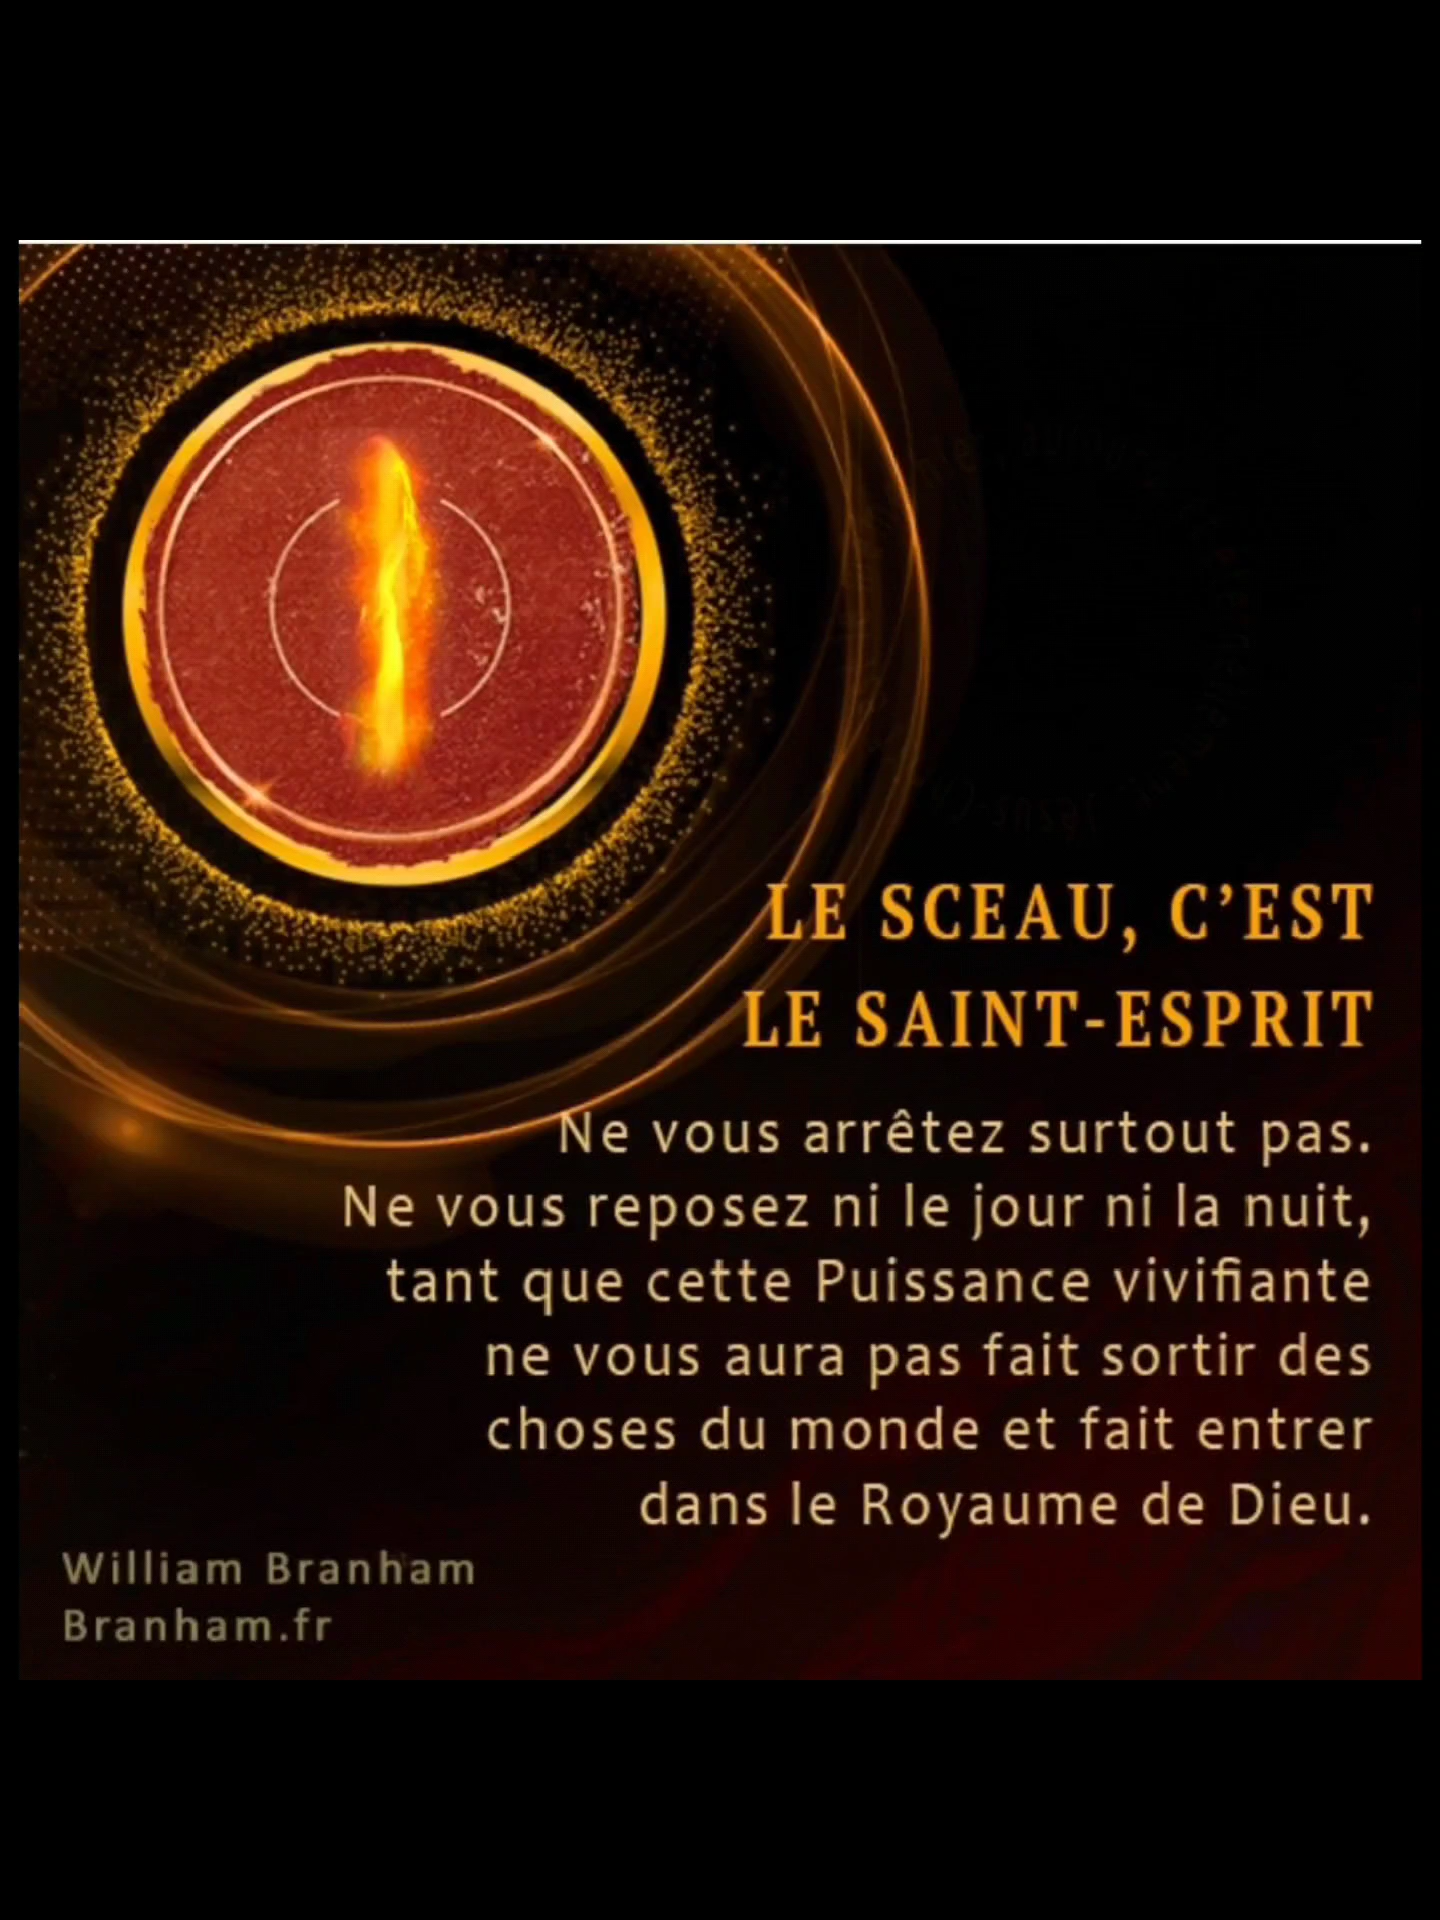 LE SCEAU, C’EST
LE SAINT-ESPRIT
Ne vous arrêtez surtout pas.
Ne vous reposez ni le jour ni la nuit,
tant que cette Puissance vivifiante
ne vous aura pas fait sortir des
choses du monde et fait entrer
dans le Royaume de Dieu.
William Branham
Branham.fr